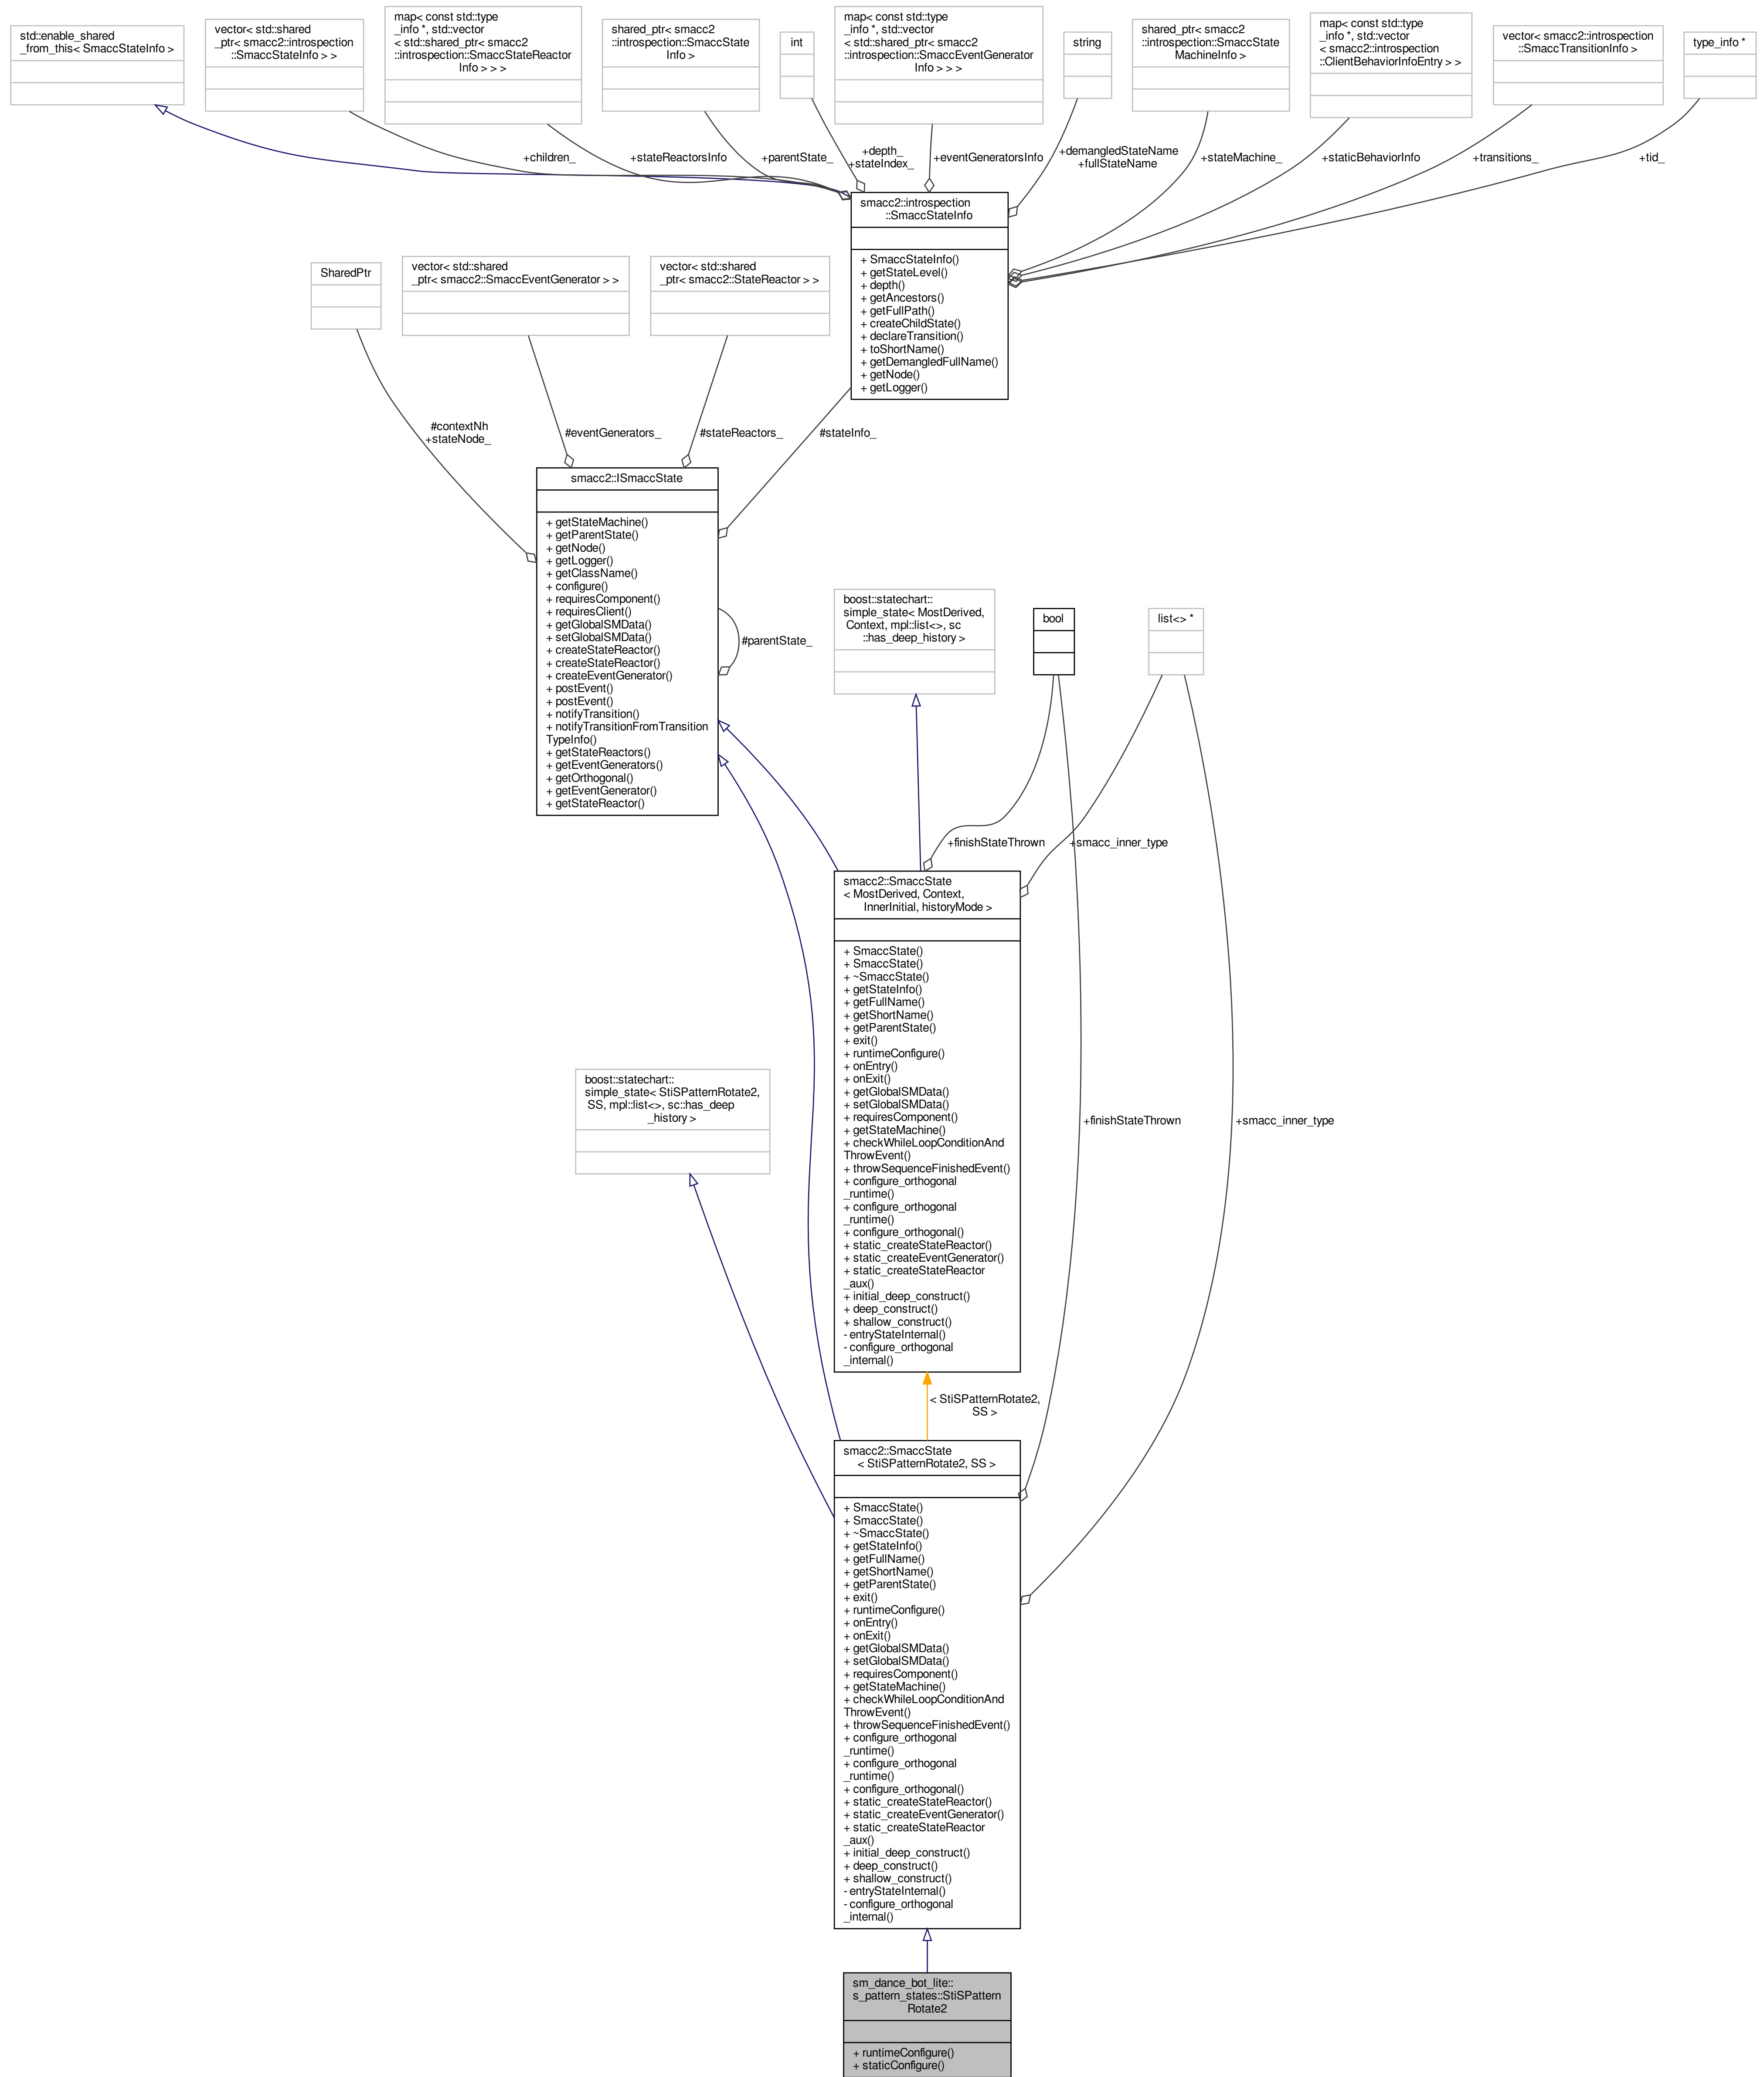 std::enable_shared
_from_this< SmaccStateInfo >
vector< std::shared
_ptr< smacc2::introspection
::SmaccStateInfo > >
map< const std::type
_info *, std::vector
< std::shared_ptr< smacc2
::introspection::SmaccStateReactor
Info > > >
shared_ptr< smacc2
::introspection::SmaccState
Info >
int
map< const std::type
_info *, std::vector
< std::shared_ptr< smacc2
::introspection::SmaccEventGenerator
Info > > >
string
shared_ptr< smacc2
::introspection::SmaccState
MachineInfo >
map< const std::type
_info *, std::vector
< smacc2::introspection
::ClientBehaviorInfoEntry > >
vector< smacc2::introspection
::SmaccTransitionInfo >
type_info *
+children_
+stateReactorsInfo
+parentState_
+depth_
+stateIndex_
+eventGeneratorsInfo
+demangledStateName
+fullStateName
+stateMachine_
+staticBehaviorInfo
+transitions_
+tid_
smacc2::introspection
::SmaccStateInfo
+ SmaccStateInfo()
+ getStateLevel()
+ depth()
+ getAncestors()
+ getFullPath()
+ createChildState()
+ declareTransition()
+ toShortName()
+ getDemangledFullName()
+ getNode()
+ getLogger()
SharedPtr
vector< std::shared
_ptr< smacc2::SmaccEventGenerator > >
vector< std::shared
_ptr< smacc2::StateReactor > >
#contextNh
+stateNode_
#eventGenerators_
#stateReactors_
#stateInfo_
smacc2::ISmaccState
+ getStateMachine()
+ getParentState()
+ getNode()
+ getLogger()
+ getClassName()
+ configure()
+ requiresComponent()
+ requiresClient()
+ getGlobalSMData()
+ setGlobalSMData()
+ createStateReactor()
+ createStateReactor()
+ createEventGenerator()
+ postEvent()
+ postEvent()
+ notifyTransition()
+ notifyTransitionFromTransition
TypeInfo()
+ getStateReactors()
+ getEventGenerators()
+ getOrthogonal()
+ getEventGenerator()
+ getStateReactor()
#parentState_
boost::statechart::
simple_state< MostDerived,
Context, mpl::list<>, sc
::has_deep_history >
bool
list<> *
+finishStateThrown
+smacc_inner_type
smacc2::SmaccState
< MostDerived, Context,
InnerInitial, historyMode >
+ SmaccState()
+ SmaccState()
+ ~SmaccState()
+ getStateInfo()
+ getFullName()
+ getShortName()
+ getParentState()
+ exit()
+ runtimeConfigure()
+ onEntry()
+ onExit()
+ getGlobalSMData()
+ setGlobalSMData()
+ requiresComponent()
+ getStateMachine()
+ checkWhileLoopConditionAnd
ThrowEvent()
+ throwSequenceFinishedEvent()
+ configure_orthogonal
_runtime()
+ configure_orthogonal
_runtime()
+ configure_orthogonal()
+ static_createStateReactor()
+ static_createEventGenerator()
+ static_createStateReactor
_aux()
+ initial_deep_construct()
+ deep_construct()
+ shallow_construct()
- entryStateInternal()
- configure_orthogonal
_internal()
boost::statechart::
simple_state< StiSPatternRotate2,
SS, mpl::list<>, sc::has_deep
_history >
+finishStateThrown
+smacc_inner_type
< StiSPatternRotate2,
SS >
smacc2::SmaccState
< StiSPatternRotate2, SS >
+ SmaccState()
+ SmaccState()
+ ~SmaccState()
+ getStateInfo()
+ getFullName()
+ getShortName()
+ getParentState()
+ exit()
+ runtimeConfigure()
+ onEntry()
+ onExit()
+ getGlobalSMData()
+ setGlobalSMData()
+ requiresComponent()
+ getStateMachine()
+ checkWhileLoopConditionAnd
ThrowEvent()
+ throwSequenceFinishedEvent()
+ configure_orthogonal
_runtime()
+ configure_orthogonal
_runtime()
+ configure_orthogonal()
+ static_createStateReactor()
+ static_createEventGenerator()
+ static_createStateReactor
_aux()
+ initial_deep_construct()
+ deep_construct()
+ shallow_construct()
- entryStateInternal()
- configure_orthogonal
_internal()
sm_dance_bot_lite::
s_pattern_states::StiSPattern
Rotate2
+ runtimeConfigure()
+ staticConfigure()